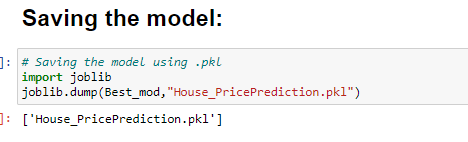 Saving the model:
]: # Saving the model using .pkl
import joblib
joblib.dump(Best_mod,"House_PricePrediction.pkl")
]: ['House_PricePrediction.pkl']